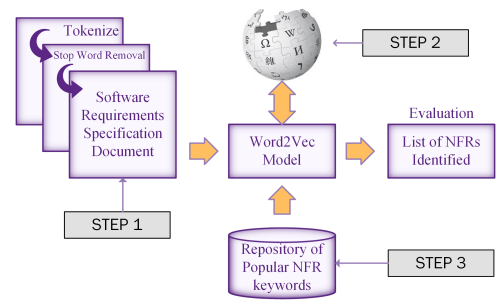 Tokenize
Stop Word Removal
Software
Requirements
Specification
Document
STEP 1
STEP 2
Ω
W
И
維
Word2Vec
Model
Evaluation
List of NFRs
Identified
Repository of
Popular NFR
keywords
STEP 3